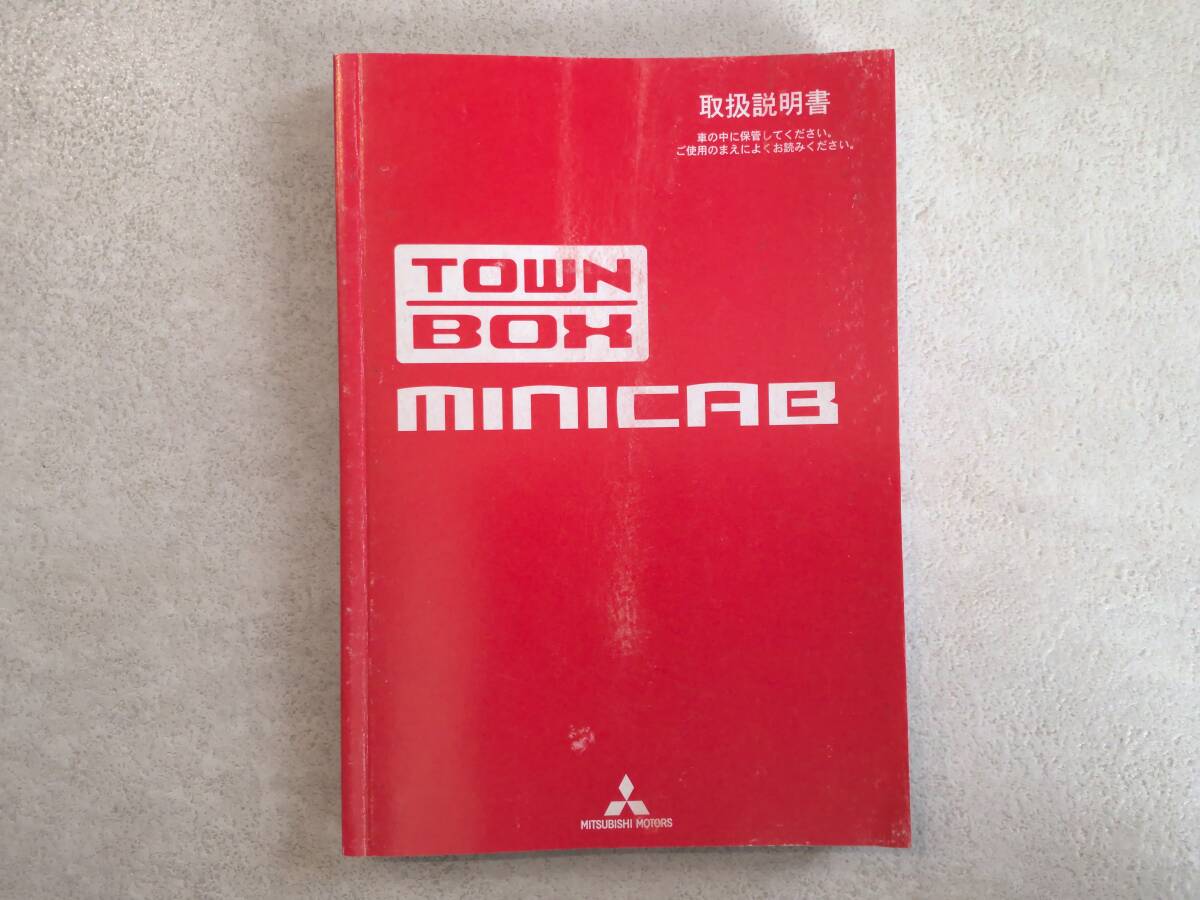 取扱説明書
車の中に保管してください。
ご使用のまえによくお読みください。
TOWN
BOX
MINICAB
MITSUBISHI MOTORS